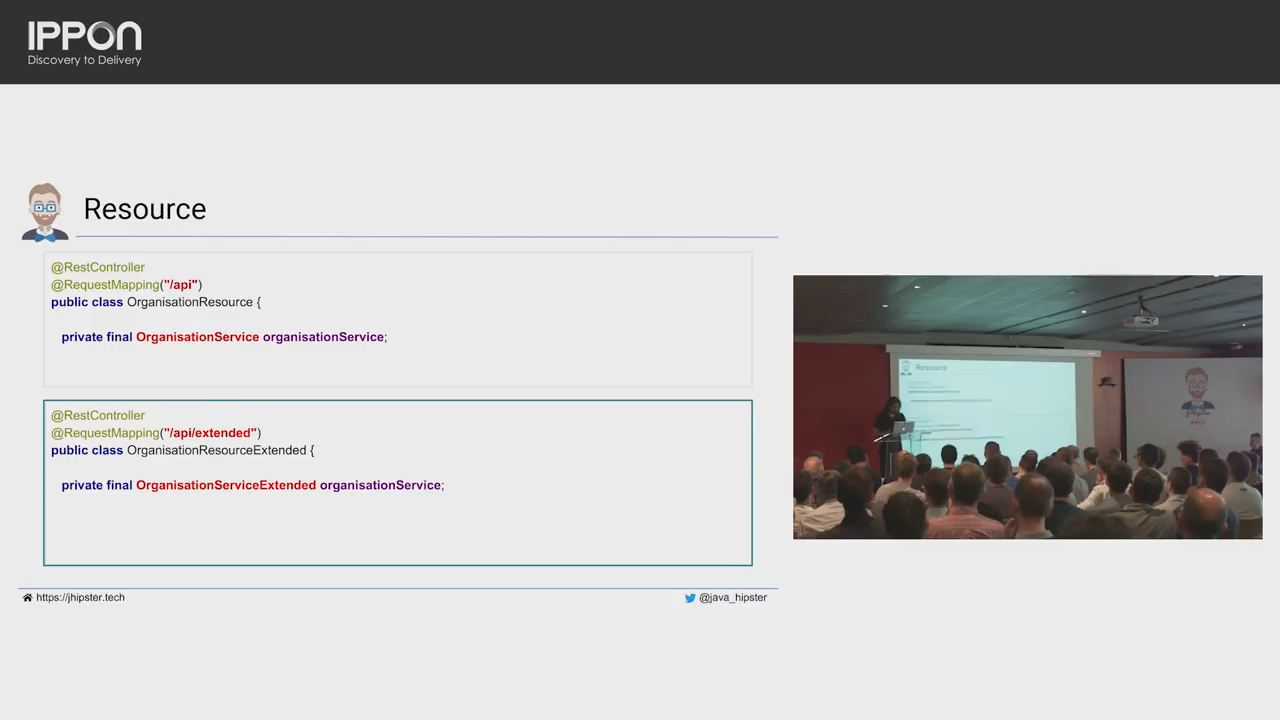 IPPON
Discovery to Delivery
Resource
@RestController
@RequestMapping("/api")
public class OrganisationResource {
private final OrganisationService organisationService;
@RestController
@RequestMapping("/api/extended")
public class OrganisationResourceExtended {
private final OrganisationServiceExtended organisationService;
https://jhipster.tech
@java_hipster
Resource